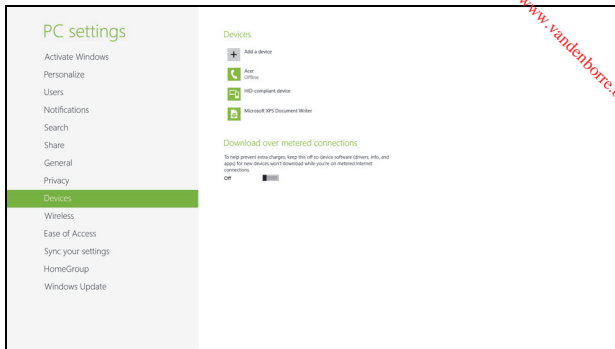 PC settings
Activate Windows
Personalize
Users
Notifications
Search
Share
General
Privacy
Devices
Wireless
Ease of Access
Sync your settings
HomeGroup
Windows Update
Devices
Add a device
Acer
Offline
HID-compliant device
Microsoft XPS Document Writer
Download over metered connections
To help prevent extra charges, keep this off so device software (drivers, info, and
apps) for new devices won't download while you're on metered Internet
connections.
Off
www.vandenborre.